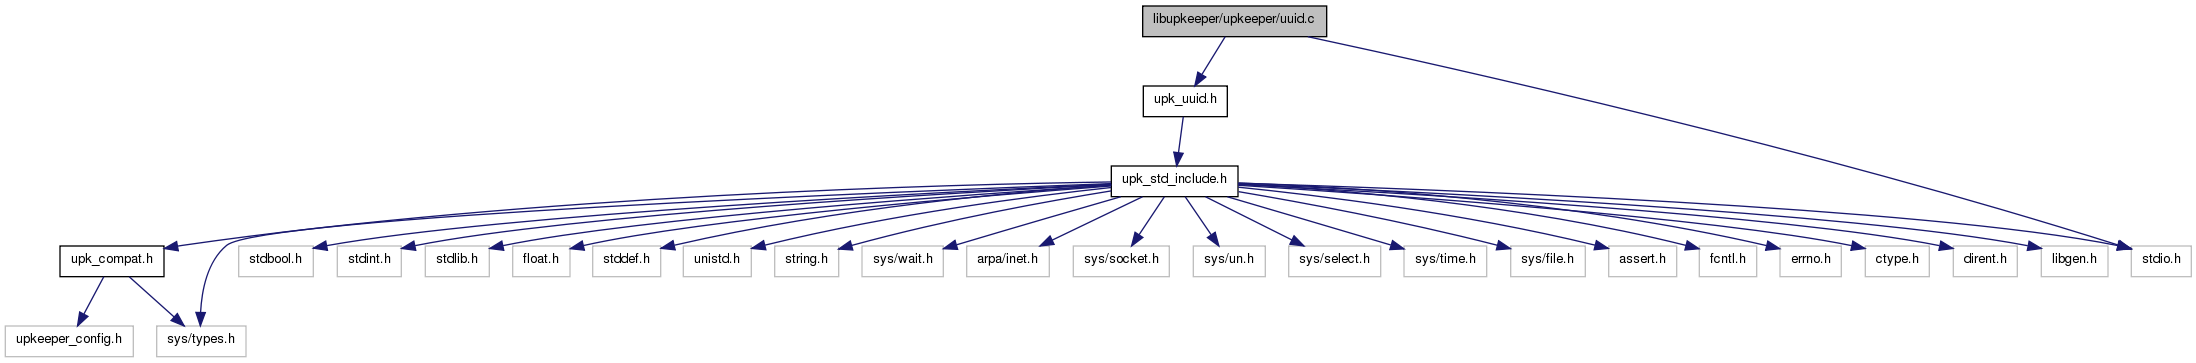 libupkeeper/upkeeper/uuid.c
upk_uuid.h
upk_std_include.h
upk_compat.h
stdbool.h
stdint.h
stdlib.h
float.h
stddef.h
unistd.h
string.h
sys/wait.h
arpa/inet.h
sys/socket.h
sys/un.h
sys/select.h
sys/time.h
sys/file.h
assert.h
fcntl.h
errno.h
ctype.h
dirent.h
libgen.h
stdio.h
upkeeper_config.h
sys/types.h